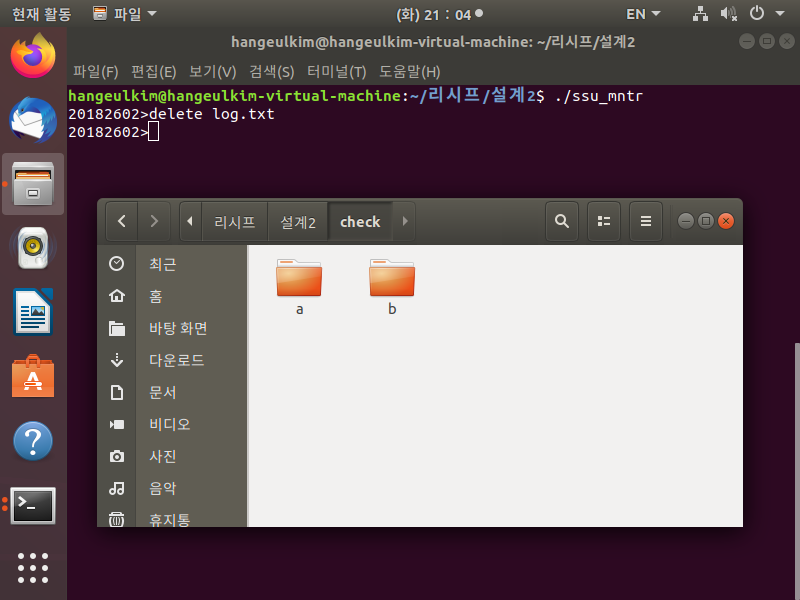 현재 활동 파일 (화) 21 : 04 EN
hangeulkim@hangeulkim-virtual-machine: ~/리시프/설계2
파일(F) 편집(E) 보기(V) 검색(S) 터미널(T) 도움말(H)
hangeulkim@hangeulkim-virtual-machine:~/리시프/설계2$ ./ssu_mntr
20182602>delete log.txt
20182602>
리시프 설계2 check
최근
홈
바탕 화면
다운로드
문서
비디오
사진
음악
휴지통
a b